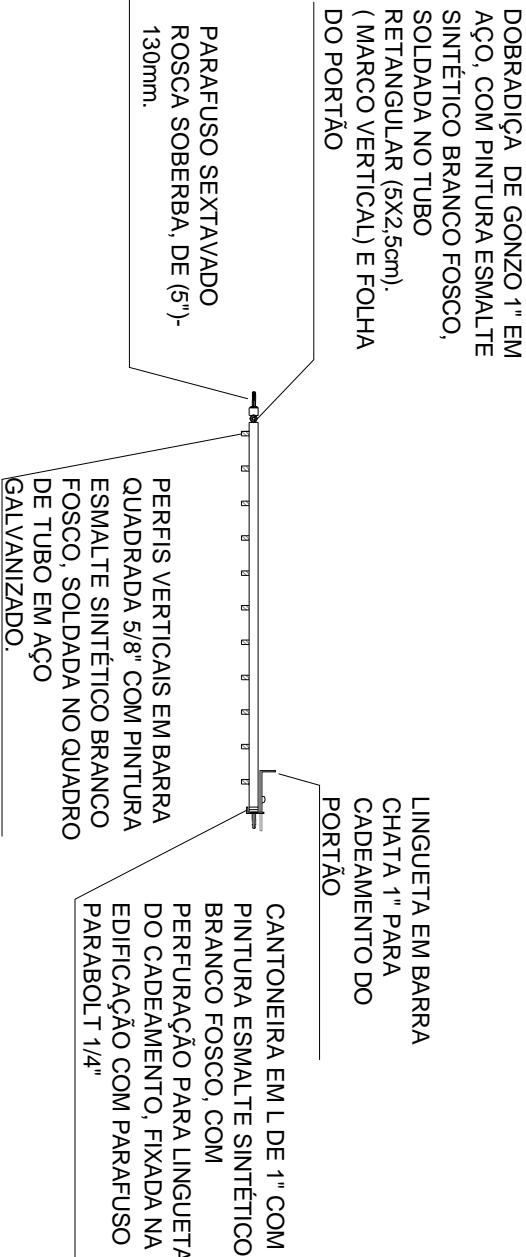 DOBRADIÇA DE GONZO 1" EM
AÇO, COM PINTURA ESMALTE
SINTÉTICO BRANCO FOSCO,
SOLDADA NO TUBO
RETANGULAR (5X2,5cm).
( MARCO VERTICAL) E FOLHA
DO PORTÃO
PARAFUSO SEXTAVADO
ROSCA SOBERBA, DE (5")-
130mm.
PERFIS VERTICAIS EM BARRA
QUADRADA 5/8" COM PINTURA
ESMALTE SINTÉTICO BRANCO
FOSCO, SOLDADA NO QUADRO
DE TUBO EM AÇO
GALVANIZADO.
LINGUETA EM BARRA
CHATA 1" PARA
CADEAMENTO DO
PORTÃO
CANTONEIRA EM L DE 1" COM
PINTURA ESMALTE SINTÉTICO
BRANCO FOSCO, COM
PERFURAÇÃO PARA LINGUETA
DO CADEAMENTO, FIXADA NA
EDIFICAÇÃO COM PARAFUSO
PARABOLT 1/4"